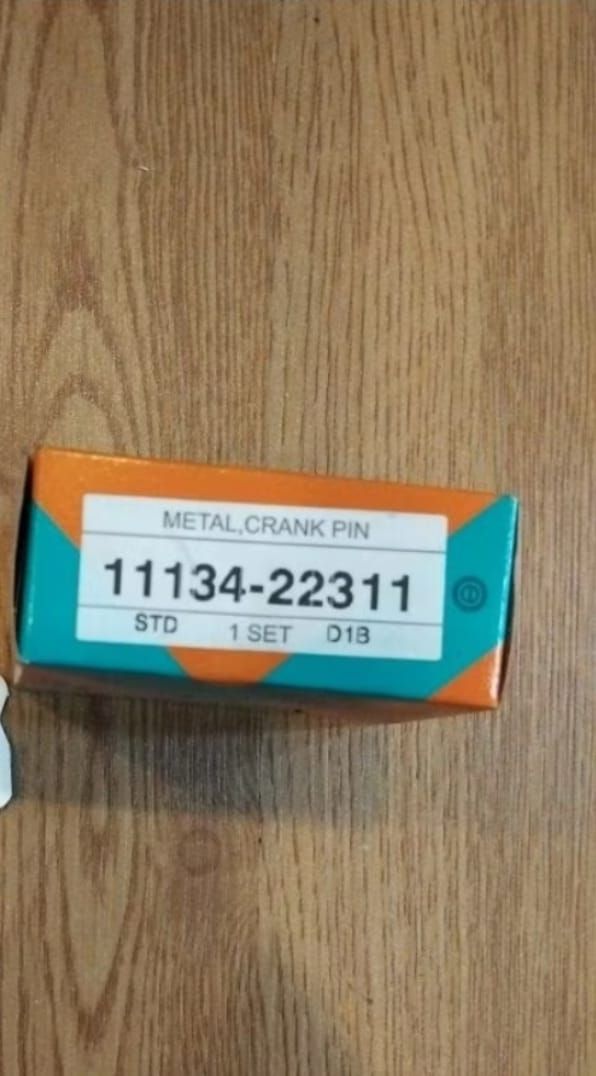 METAL,CRANK PIN
11134-22311
STD 1 SET D1B